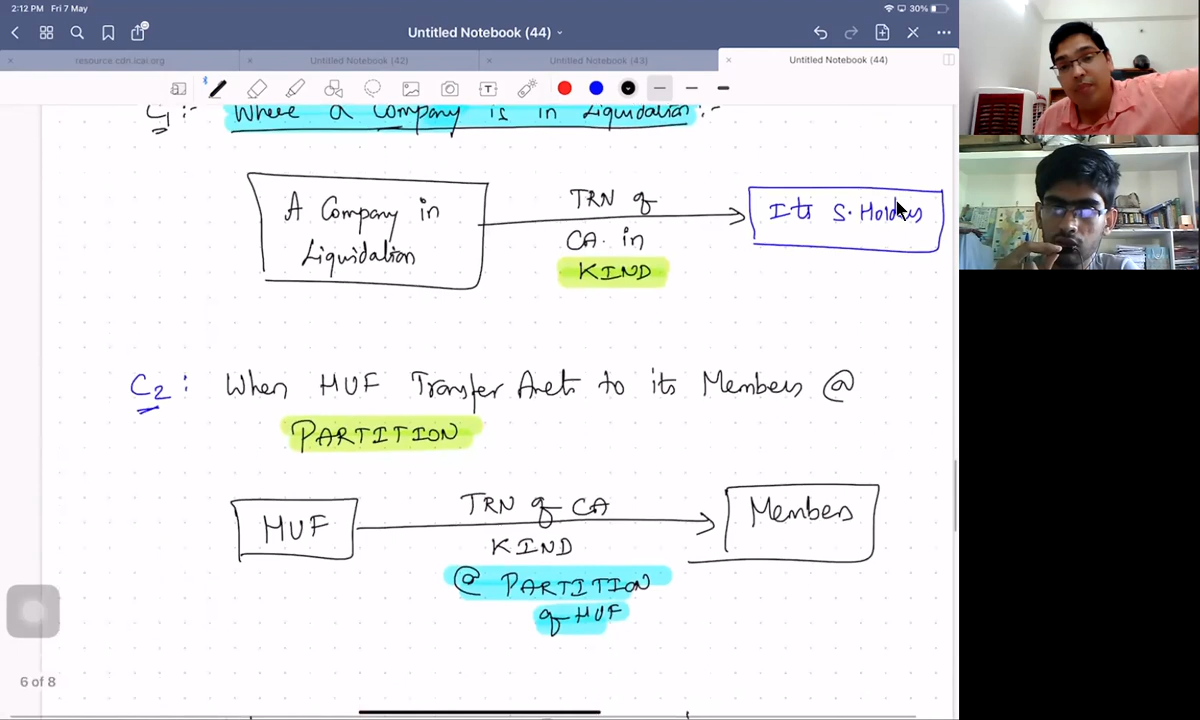 2:12 PM Fri 7 May
30%
Untitled Notebook (44)
resource.cdn.icai.org
Untitled Notebook (42)
Untitled Notebook (43)
Untitled Notebook (44)
C1:- Where a Company is in Liquidation :-
A Company in
Liquidation
TRN of
CA. in
KIND
Its S. Holders
C2: When HUF Transfer Asset to its Members @
PARTITION
HUF
TRN of CA
KIND
@ PARTITION
of HUF
Members
6 of 8